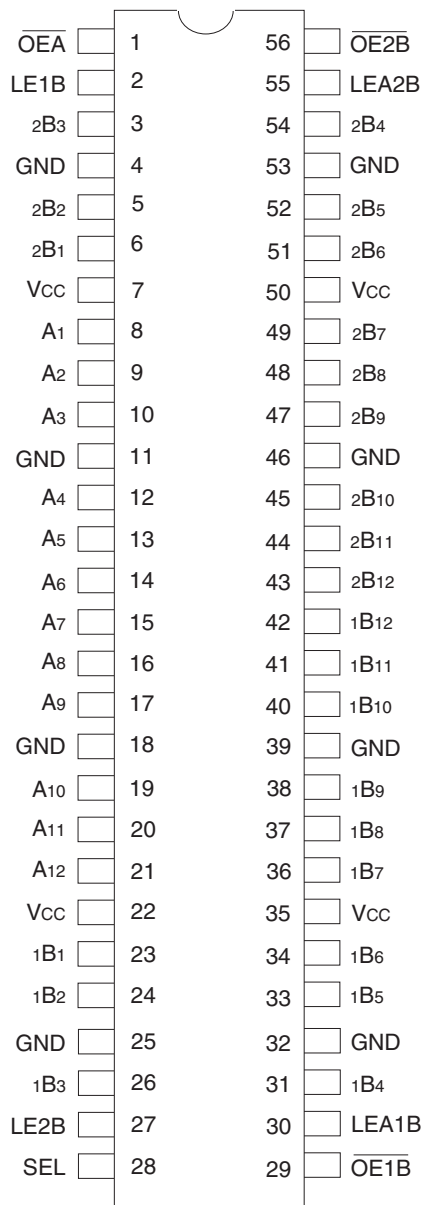 O̅E̅A̅ 1 56 O̅E̅2̅B̅
LE1B 2 55 LEA2B
2B3 3 54 2B4
GND 4 53 GND
2B2 5 52 2B5
2B1 6 51 2B6
VCC 7 50 VCC
A1 8 49 2B7
A2 9 48 2B8
A3 10 47 2B9
GND 11 46 GND
A4 12 45 2B10
A5 13 44 2B11
A6 14 43 2B12
A7 15 42 1B12
A8 16 41 1B11
A9 17 40 1B10
GND 18 39 GND
A10 19 38 1B9
A11 20 37 1B8
A12 21 36 1B7
VCC 22 35 VCC
1B1 23 34 1B6
1B2 24 33 1B5
GND 25 32 GND
1B3 26 31 1B4
LE2B 27 30 LEA1B
SEL 28 29 O̅E̅1̅B̅